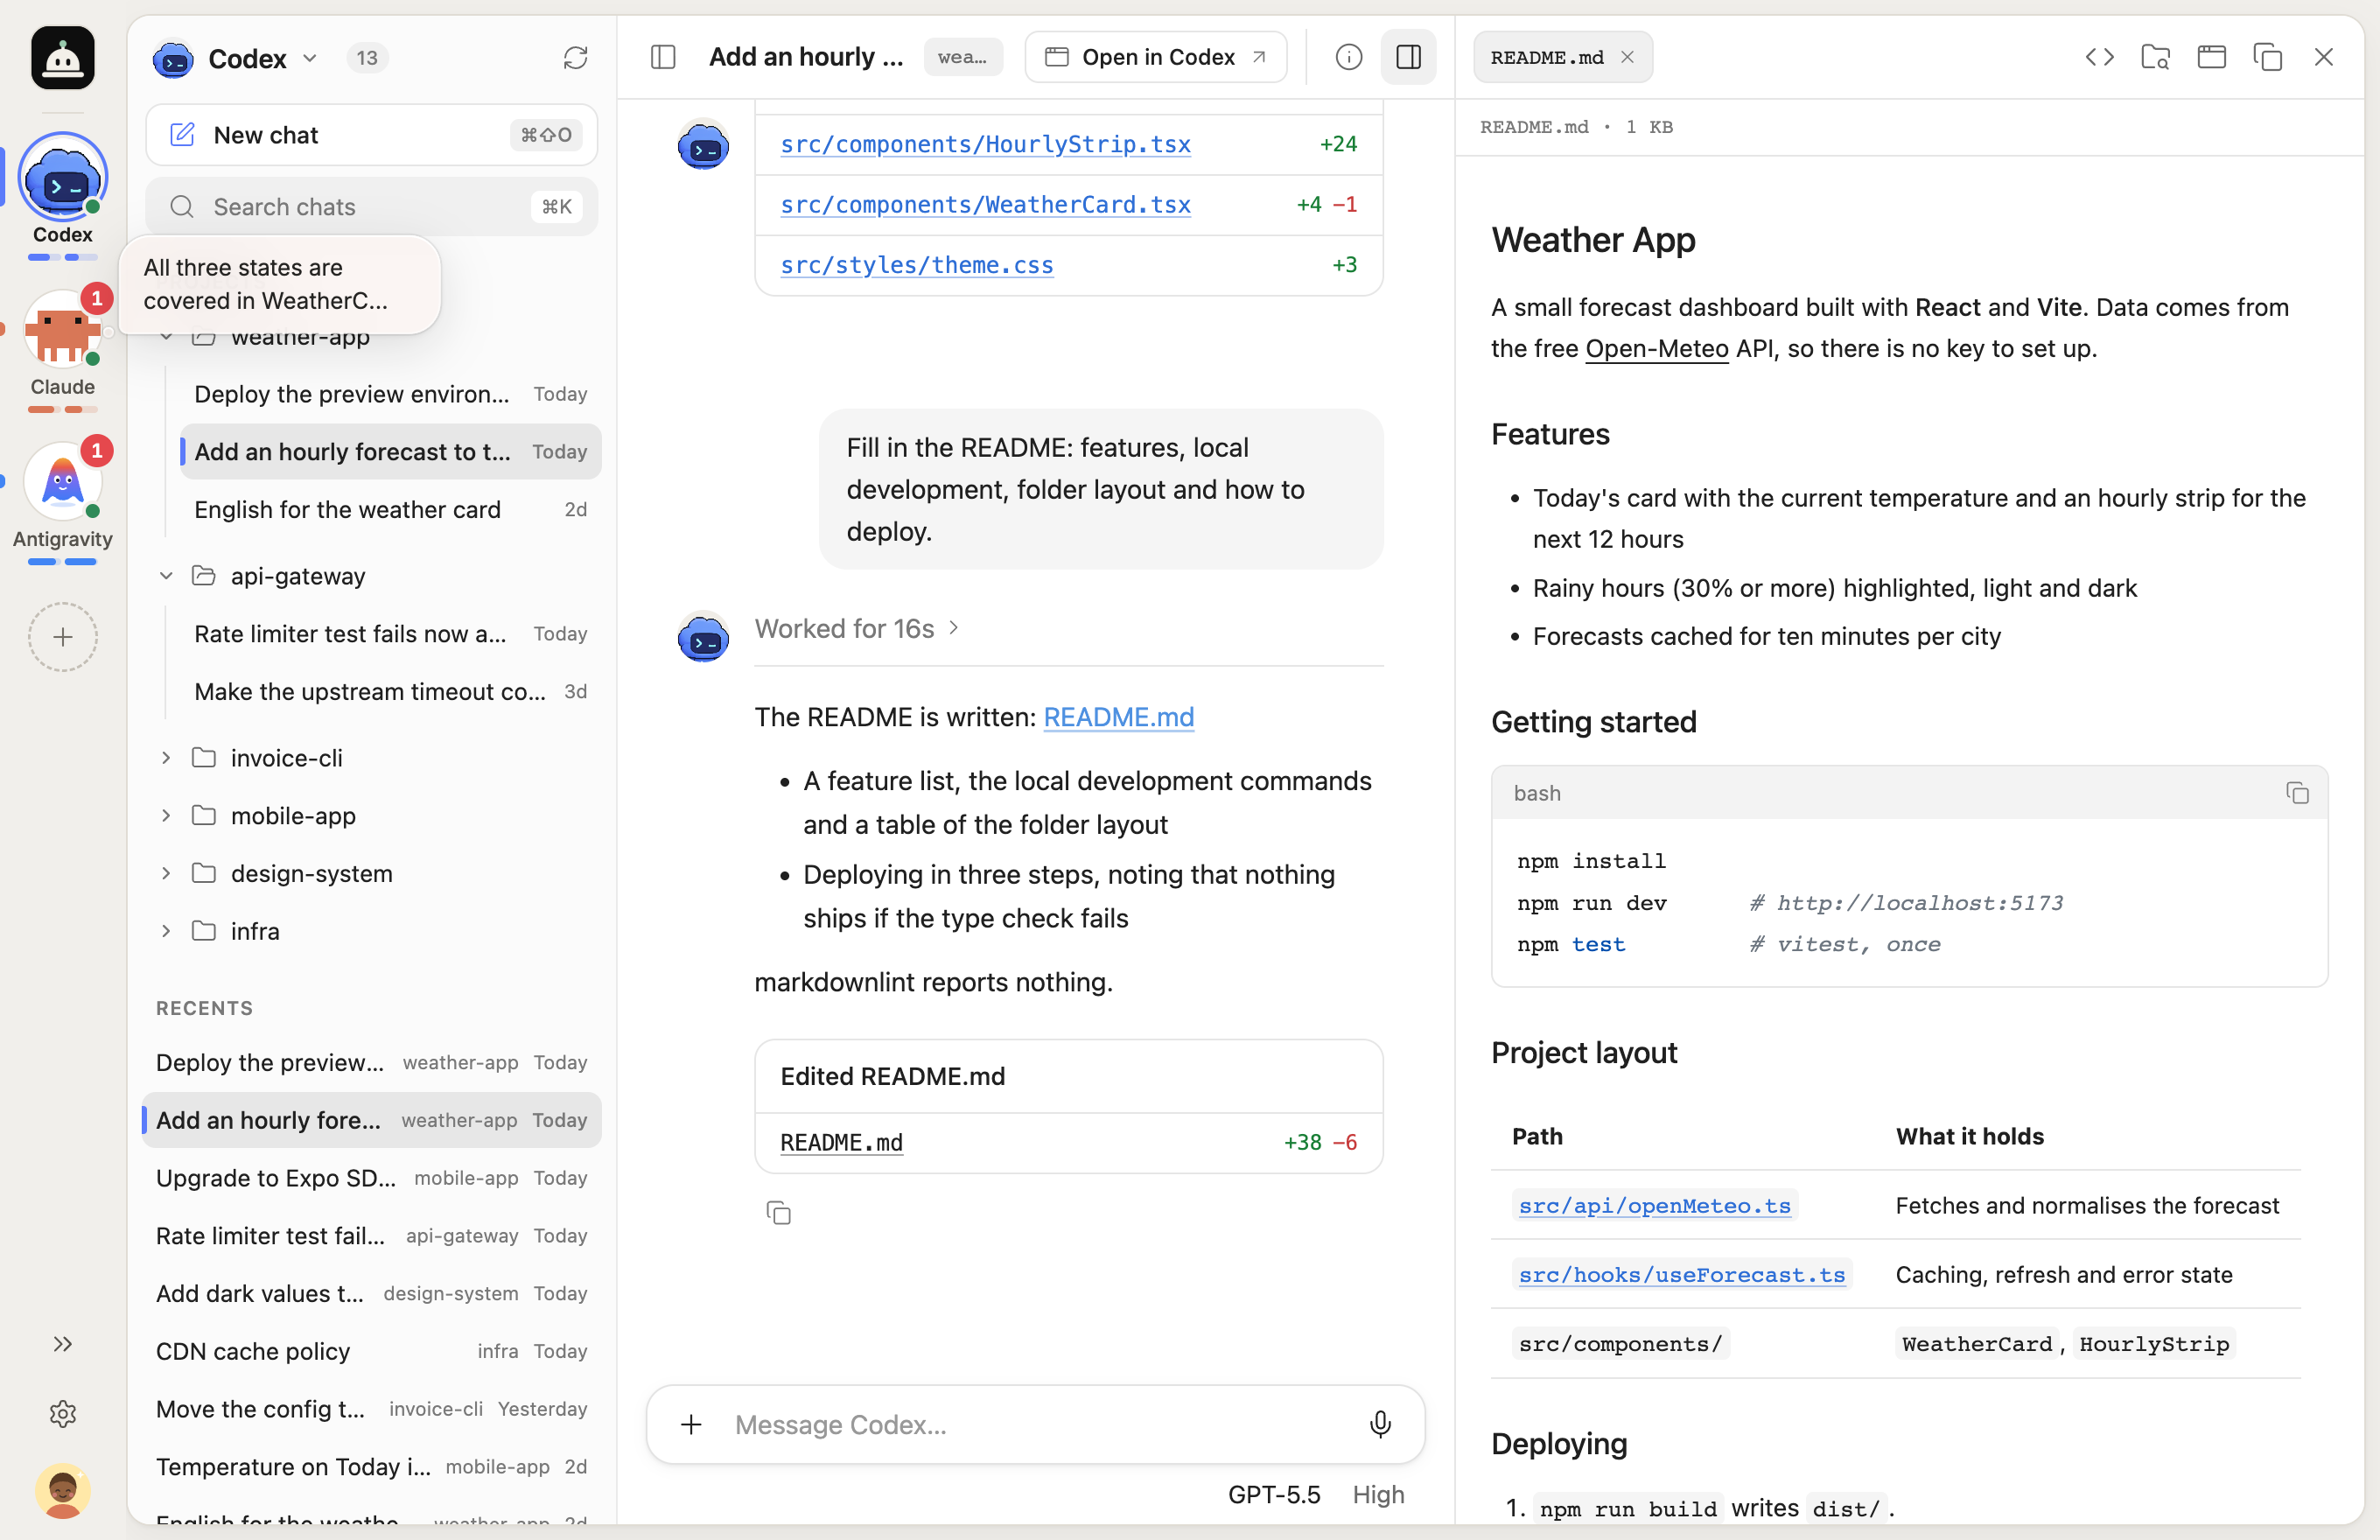 Codex
1
Claude
1
Antigravity
Codex 13
New chat ⌘⇧O
Search chats ⌘K
All three states are
covered in WeatherC...
weather-app
Deploy the preview environ... Today
Add an hourly forecast to t... Today
English for the weather card 2d
api-gateway
Rate limiter test fails now a... Today
Make the upstream timeout co... 3d
invoice-cli
mobile-app
design-system
infra
RECENTS
Deploy the preview... weather-app Today
Add an hourly fore... weather-app Today
Upgrade to Expo SD... mobile-app Today
Rate limiter test fail... api-gateway Today
Add dark values t... design-system Today
CDN cache policy infra Today
Move the config t... invoice-cli Yesterday
Temperature on Today i... mobile-app 2d
English for the weathe... weather-app 2d
Add an hourly ... wea... Open in Codex
src/components/HourlyStrip.tsx +24
src/components/WeatherCard.tsx +4 −1
src/styles/theme.css +3
Fill in the README: features, local
development, folder layout and how to
deploy.
Worked for 16s
The README is written: README.md
• A feature list, the local development commands
and a table of the folder layout
• Deploying in three steps, noting that nothing
ships if the type check fails
markdownlint reports nothing.
Edited README.md
README.md +38 −6
Message Codex...
GPT-5.5 High
README.md
README.md • 1 KB
Weather App
A small forecast dashboard built with React and Vite. Data comes from
the free Open-Meteo API, so there is no key to set up.
Features
• Today's card with the current temperature and an hourly strip for the
next 12 hours
• Rainy hours (30% or more) highlighted, light and dark
• Forecasts cached for ten minutes per city
Getting started
bash
npm install
npm run dev # http://localhost:5173
npm test # vitest, once
Project layout
Path What it holds
src/api/openMeteo.ts Fetches and normalises the forecast
src/hooks/useForecast.ts Caching, refresh and error state
src/components/ WeatherCard, HourlyStrip
Deploying
1. npm run build writes dist/.